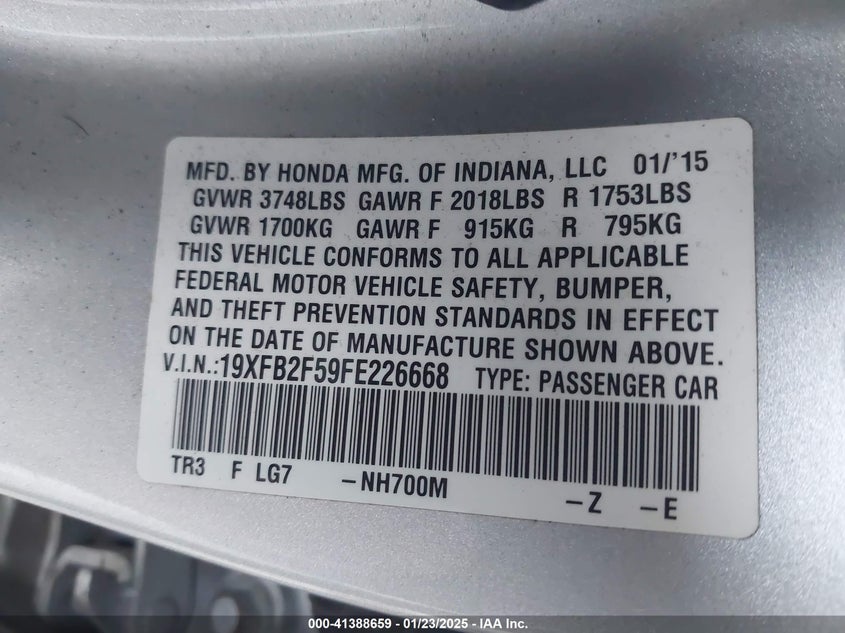 MFD. BY HONDA MFG. OF INDIANA, LLC 01/'15
GVWR 3748LBS GAWR F 2018LBS R 1753LBS
GVWR 1700KG GAWR F 915KG R 795KG
THIS VEHICLE CONFORMS TO ALL APPLICABLE
FEDERAL MOTOR VEHICLE SAFETY, BUMPER,
AND THEFT PREVENTION STANDARDS IN EFFECT
ON THE DATE OF MANUFACTURE SHOWN ABOVE.
V.I.N.:19XFB2F59FE226668 TYPE: PASSENGER CAR
TR3 F LG7 -NH700M -Z -E
000-41388659 - 01/23/2025 - IAA Inc.